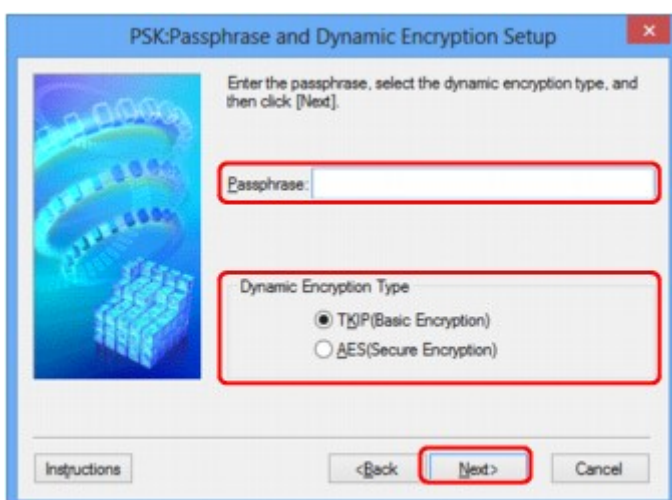 PSK:Passphrase and Dynamic Encryption Setup
Enter the passphrase, select the dynamic encryption type, and
then click [Next].
Passphrase:
Dynamic Encryption Type
TKIP(Basic Encryption)
AES(Secure Encryption)
Instructions
<Back
Next>
Cancel